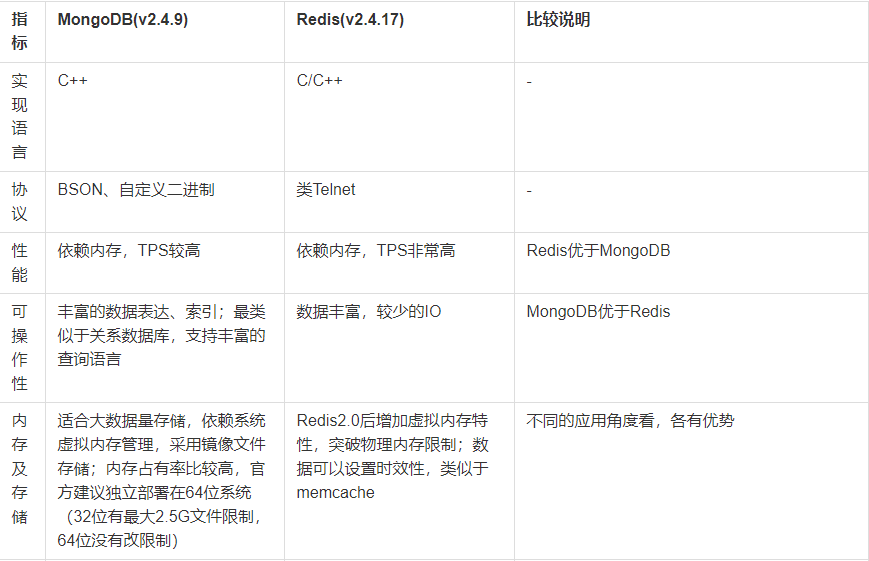 指
标
MongoDB(v2.4.9)
Redis(v2.4.17)
比较说明
实
现
语
言
C++
C/C++
-
协
议
BSON、自定义二进制
类Telnet
-
性
能
依赖内存，TPS较高
依赖内存，TPS非常高
Redis优于MongoDB
可
操
作
性
丰富的数据表达、索引；最类
似于关系数据库，支持丰富的
查询语言
数据丰富，较少的IO
MongoDB优于Redis
内
存
及
存
储
适合大数据量存储，依赖系统
虚拟内存管理，采用镜像文件
存储；内存占有率比较高，官
方建议独立部署在64位系统
（32位有最大2.5G文件限制，
64位没有改限制）
Redis2.0后增加虚拟内存特
性，突破物理内存限制；数
据可以设置时效性，类似于
memcache
不同的应用角度看，各有优势